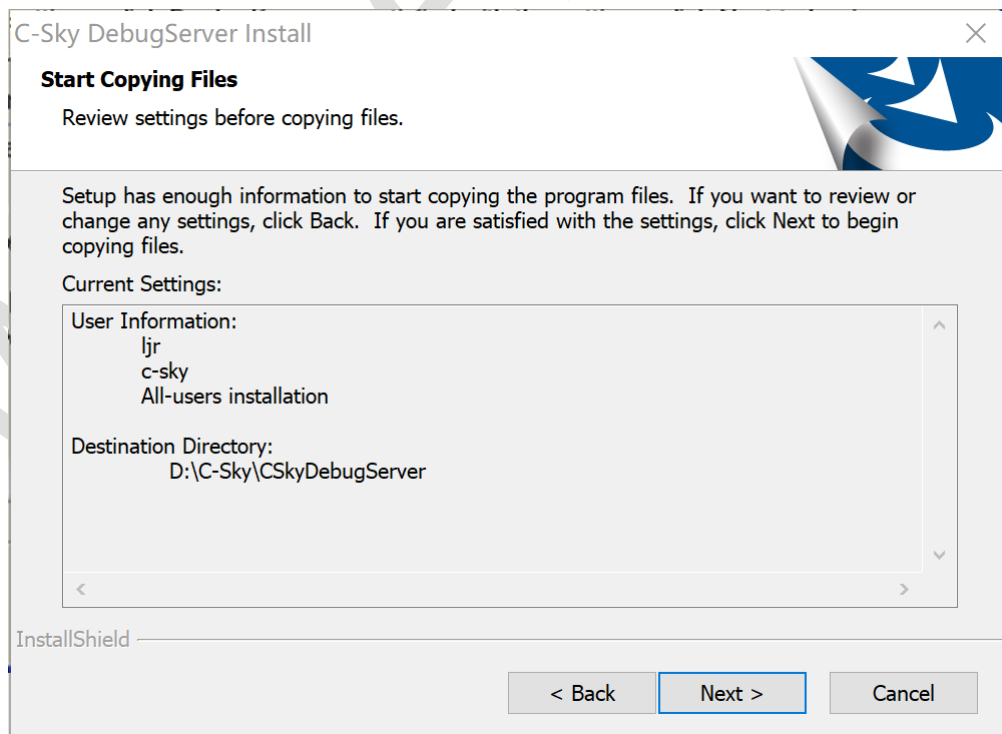 C-Sky DebugServer Install
Start Copying Files
Review settings before copying files.
Setup has enough information to start copying the program files.  If you want to review or
change any settings, click Back.  If you are satisfied with the settings, click Next to begin
copying files.
Current Settings:
User Information:
ljr
c-sky
All-users installation
Destination Directory:
D:\C-Sky\CSkyDebugServer
InstallShield
< Back
Next >
Cancel